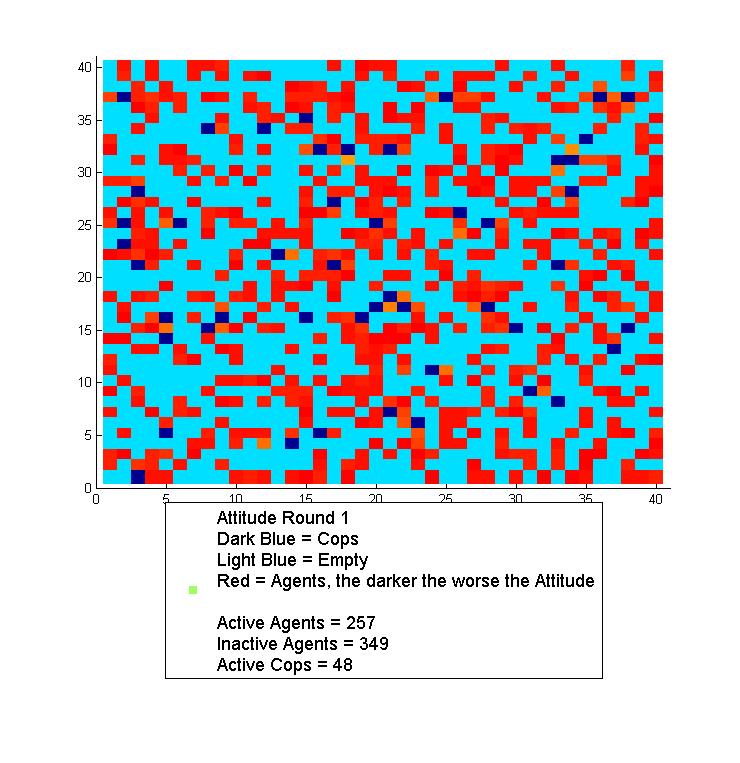 40
35
30
25
20
15
10
5
0
0 5 10 15 20 25 30 35 40
Attitude Round 1
Dark Blue = Cops
Light Blue = Empty
Red = Agents, the darker the worse the Attitude
Active Agents = 257
Inactive Agents = 349
Active Cops = 48